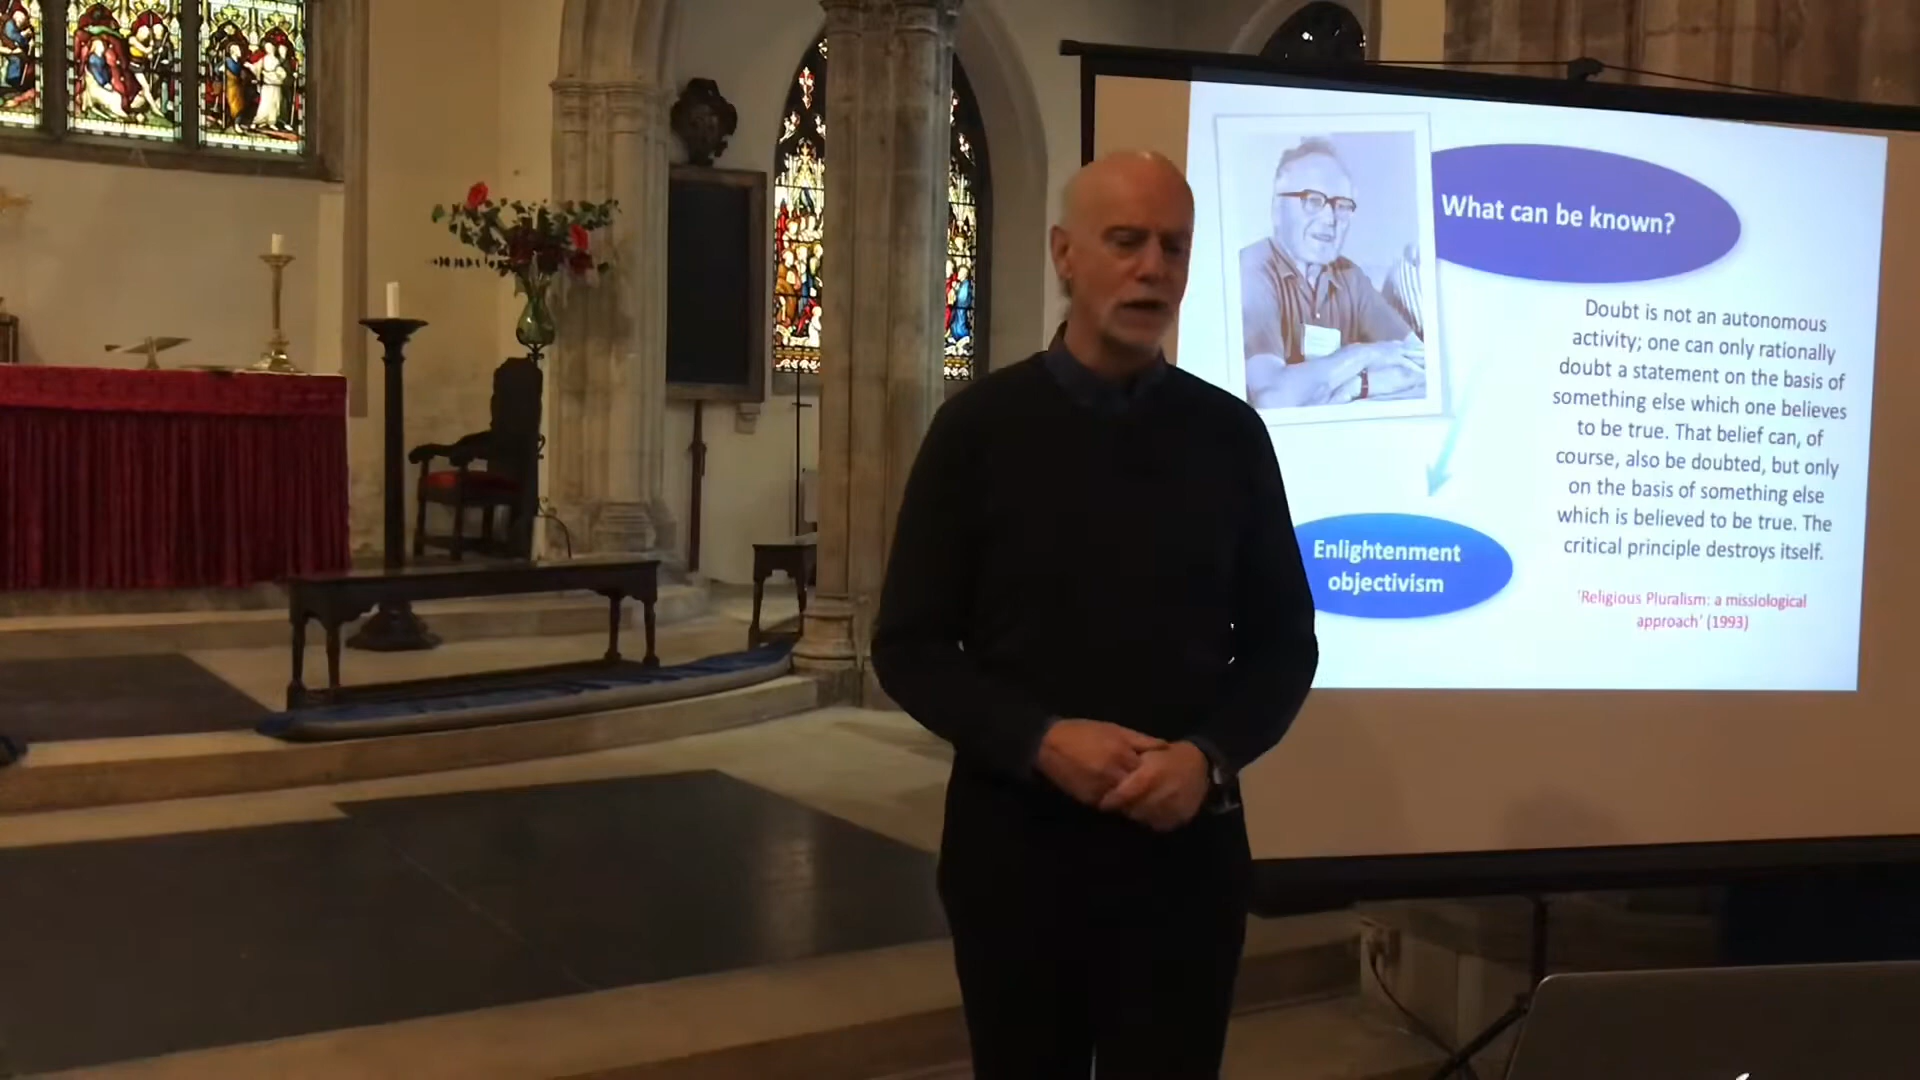 What can be known?
Doubt is not an autonomous
activity; one can only rationally
doubt a statement on the basis of
something else which one believes
to be true. That belief can, of
course, also be doubted, but only
on the basis of something else
which is believed to be true. The
critical principle destroys itself.
'Religious Pluralism: a missiological
approach' (1993)
Enlightenment
objectivism